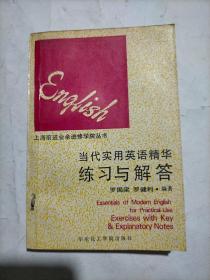 English
上海前进业余进修学院丛书
当代实用英语精华
练习与解答
罗国梁 罗健利·编著
Essentials of Modern English
for Practical Use
Exercises with Key
& Explanatory Notes
华东化工学院出版社